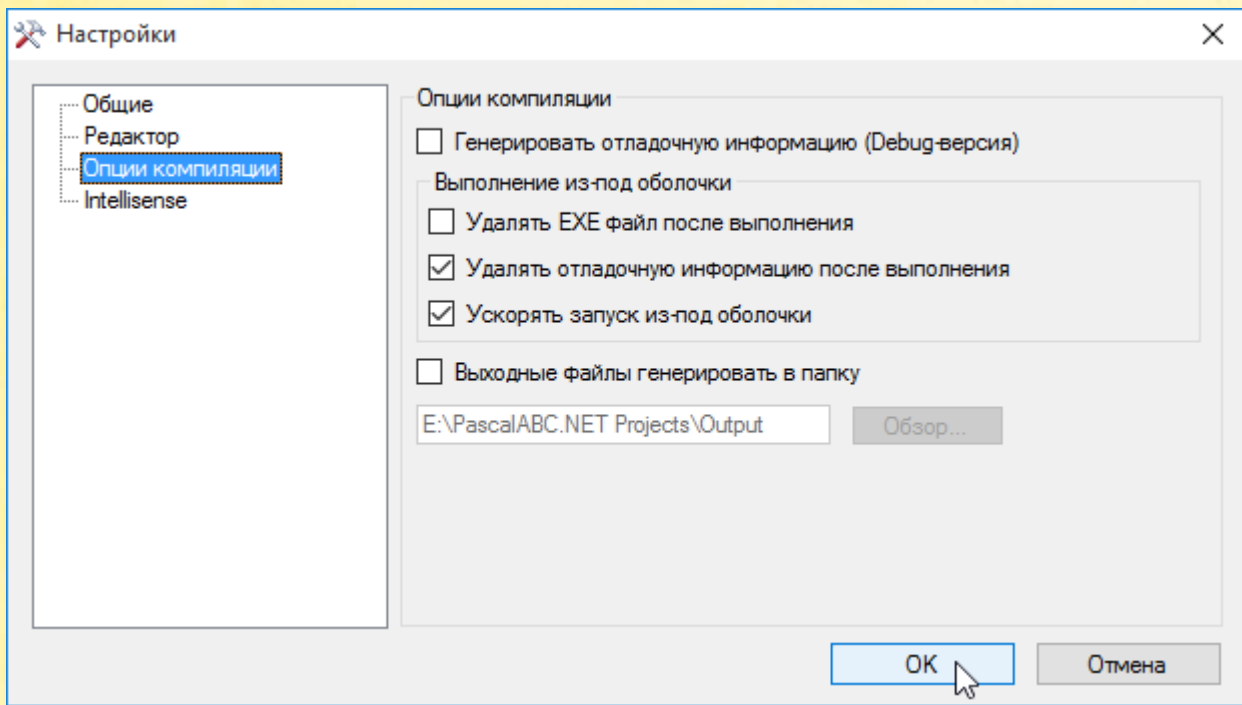 Настройки
Общие
Редактор
Опции компиляции
Intellisense
Опции компиляции
Генерировать отладочную информацию (Debug-версия)
Выполнение из-под оболочки
Удалять EXE файл после выполнения
Удалять отладочную информацию после выполнения
Ускорять запуск из-под оболочки
Выходные файлы генерировать в папку
E:\PascalABC.NET Projects\Output
Обзор...
OK
Отмена